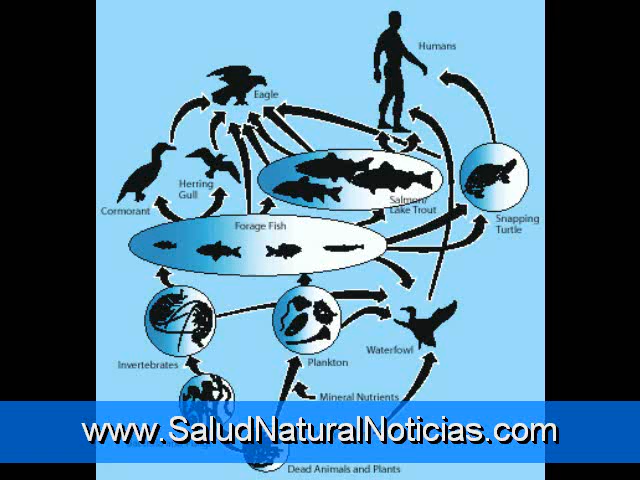 Humans
Eagle
Herring
Gull
Cormorant
Salmon/
Lake Trout
Snapping
Turtle
Forage Fish
Invertebrates
Plankton
Waterfowl
Mineral Nutrients
www.SaludNaturalNoticias.com
Dead Animals and Plants